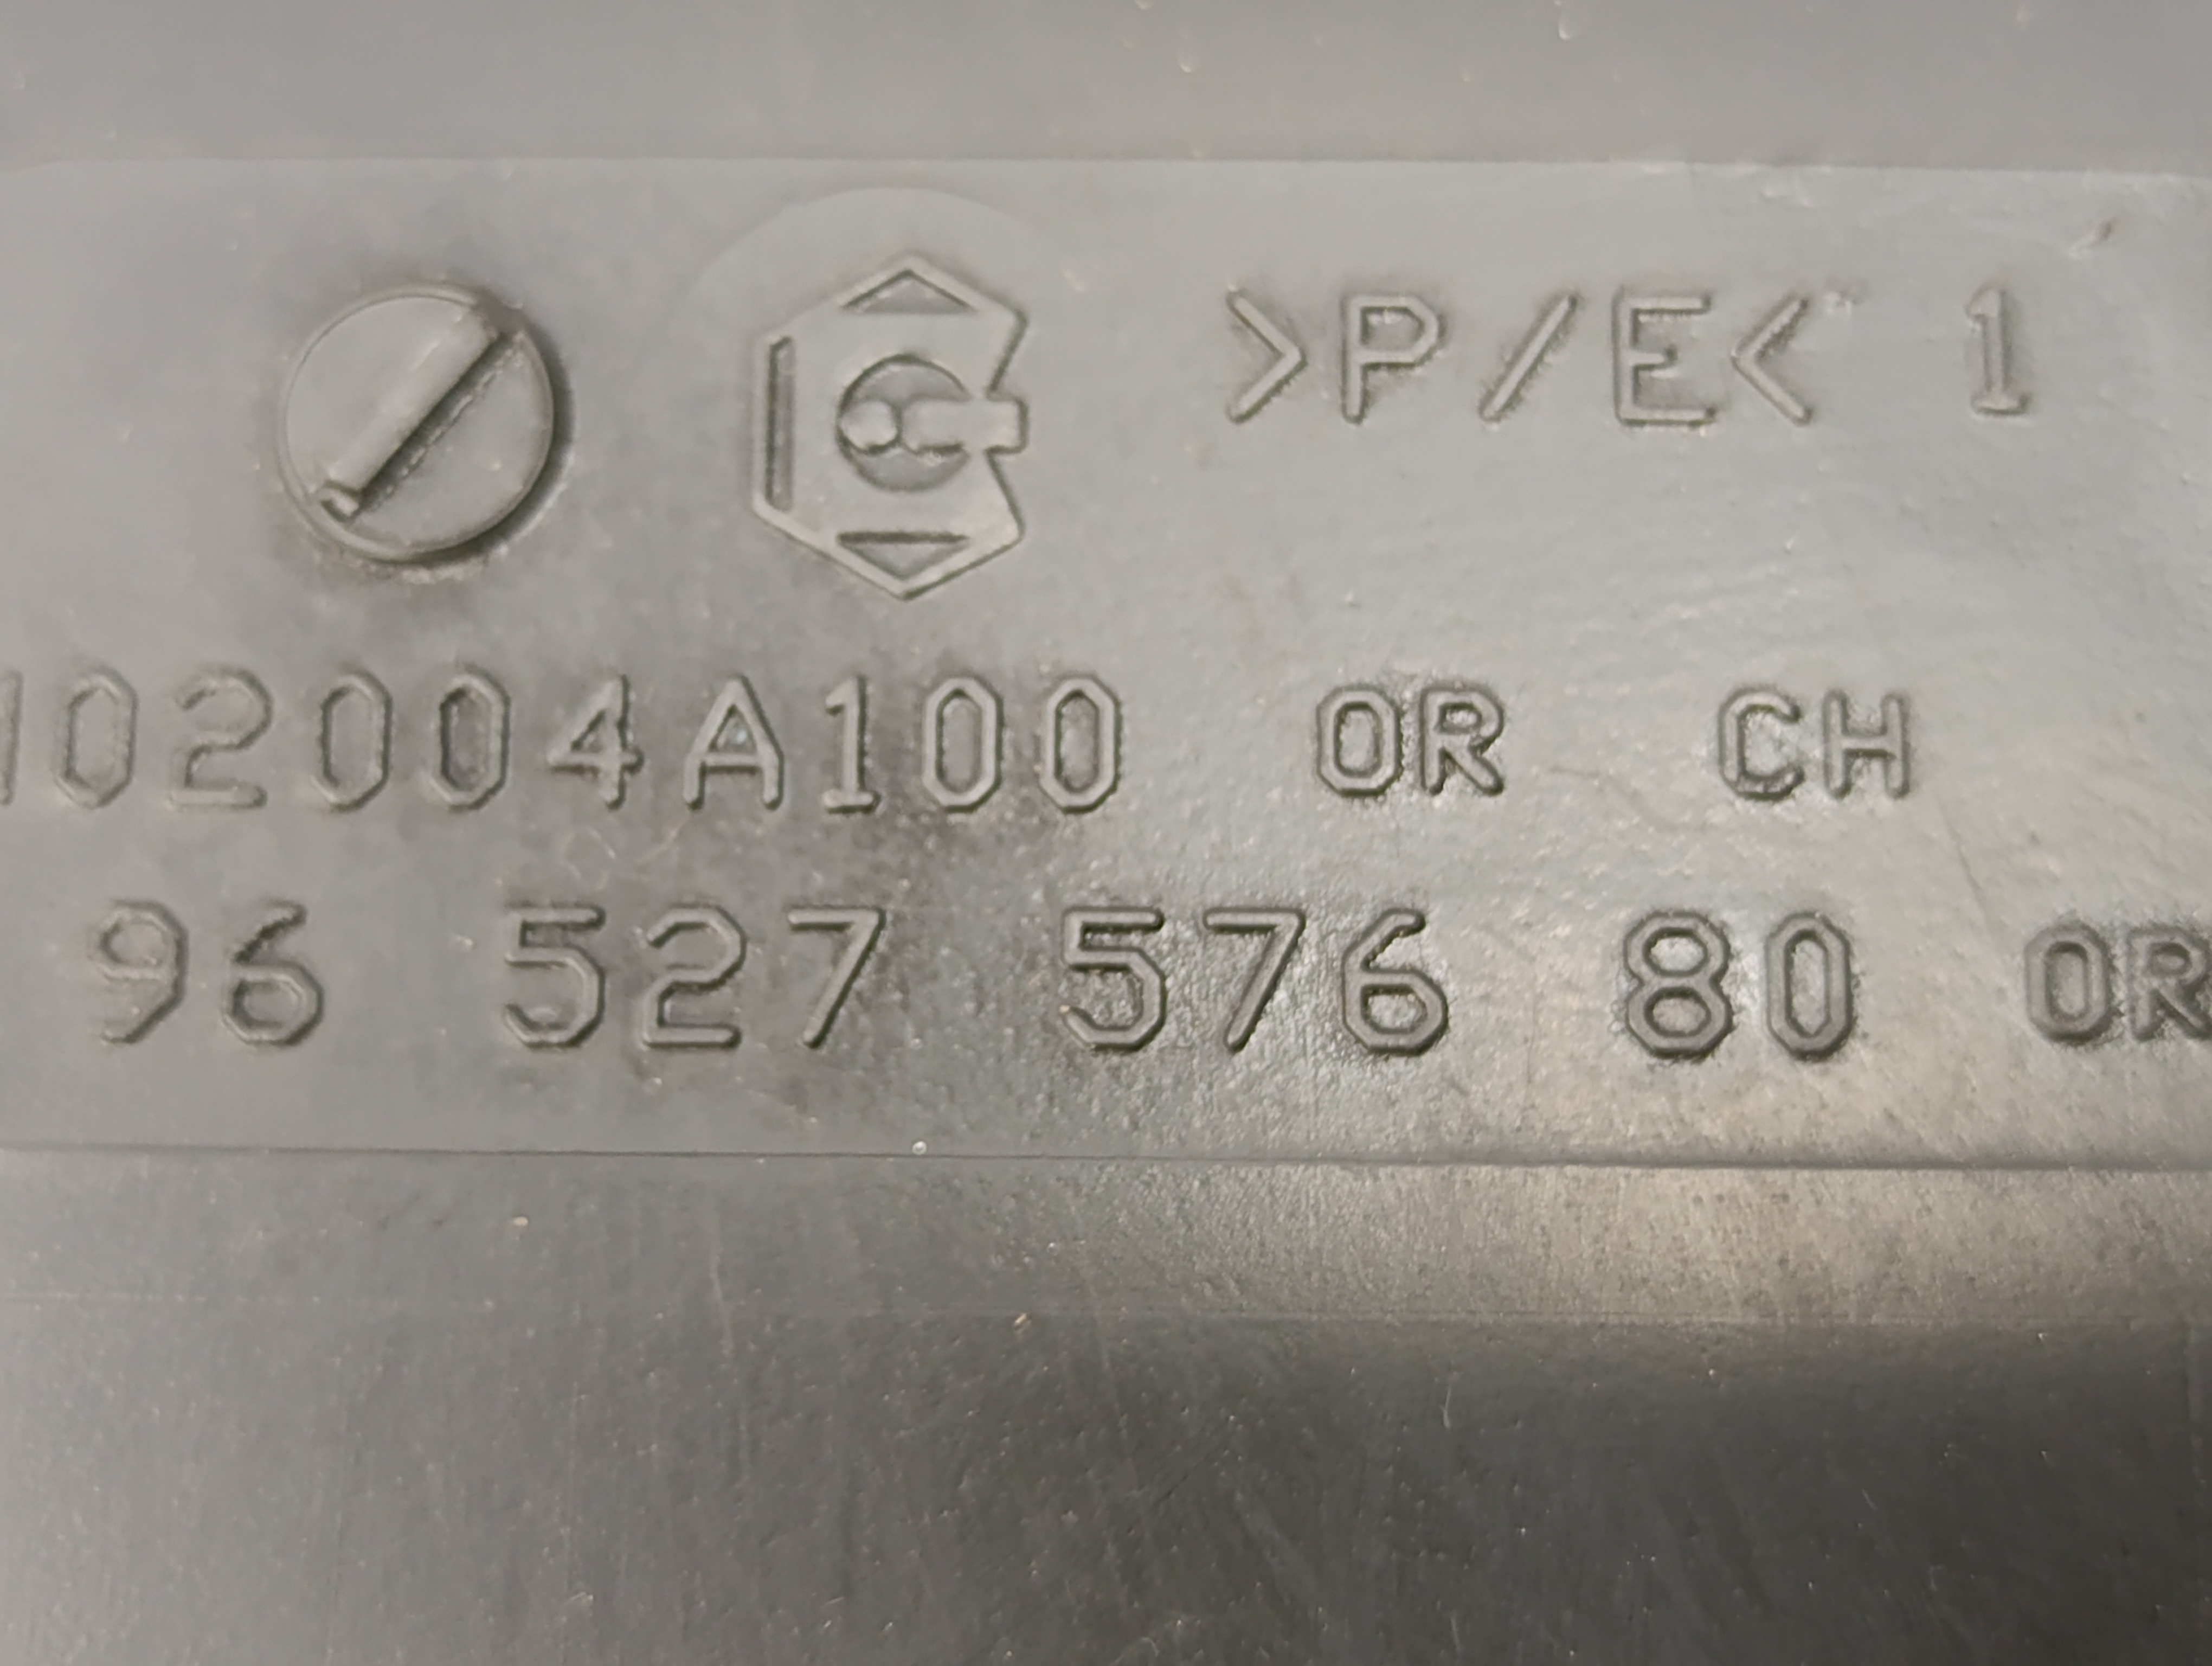 >P/E< 1
102004A100 OR CH
96 527 576 80 OR